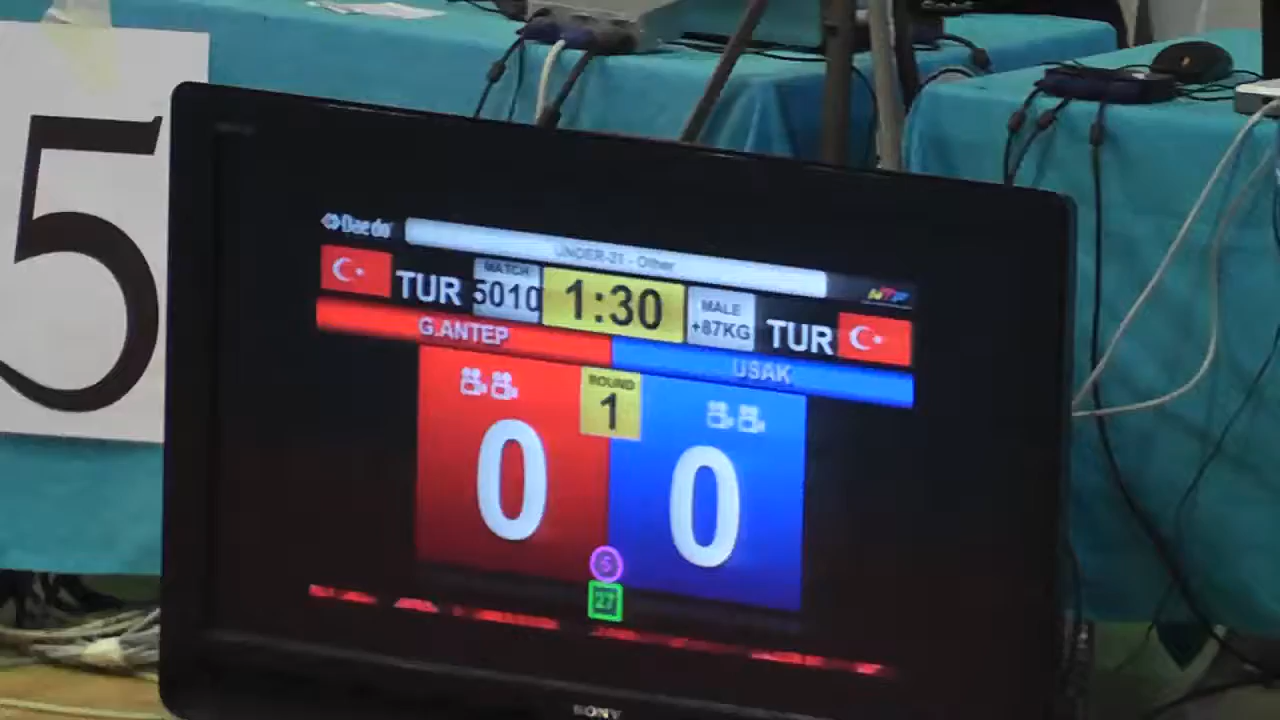 5
Daedo
UNDER-21 - Other
TUR
MATCH
5010
1:30
MALE
+87KG
TUR
G.ANTEP
USAK
ROUND
1
0
0
5
27
SONY